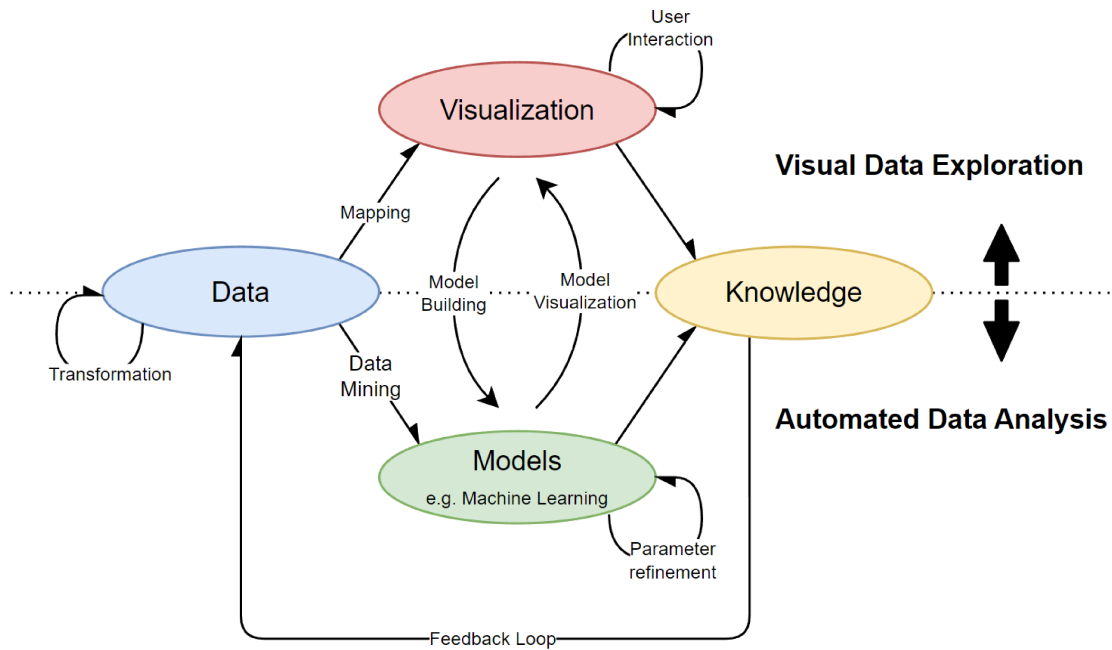 User
Interaction
Visualization
Visual Data Exploration
Mapping
Model
Building
Model
Visualization
Data
Knowledge
Transformation
Data
Mining
Automated Data Analysis
Models
e.g. Machine Learning
Parameter
refinement
Feedback Loop